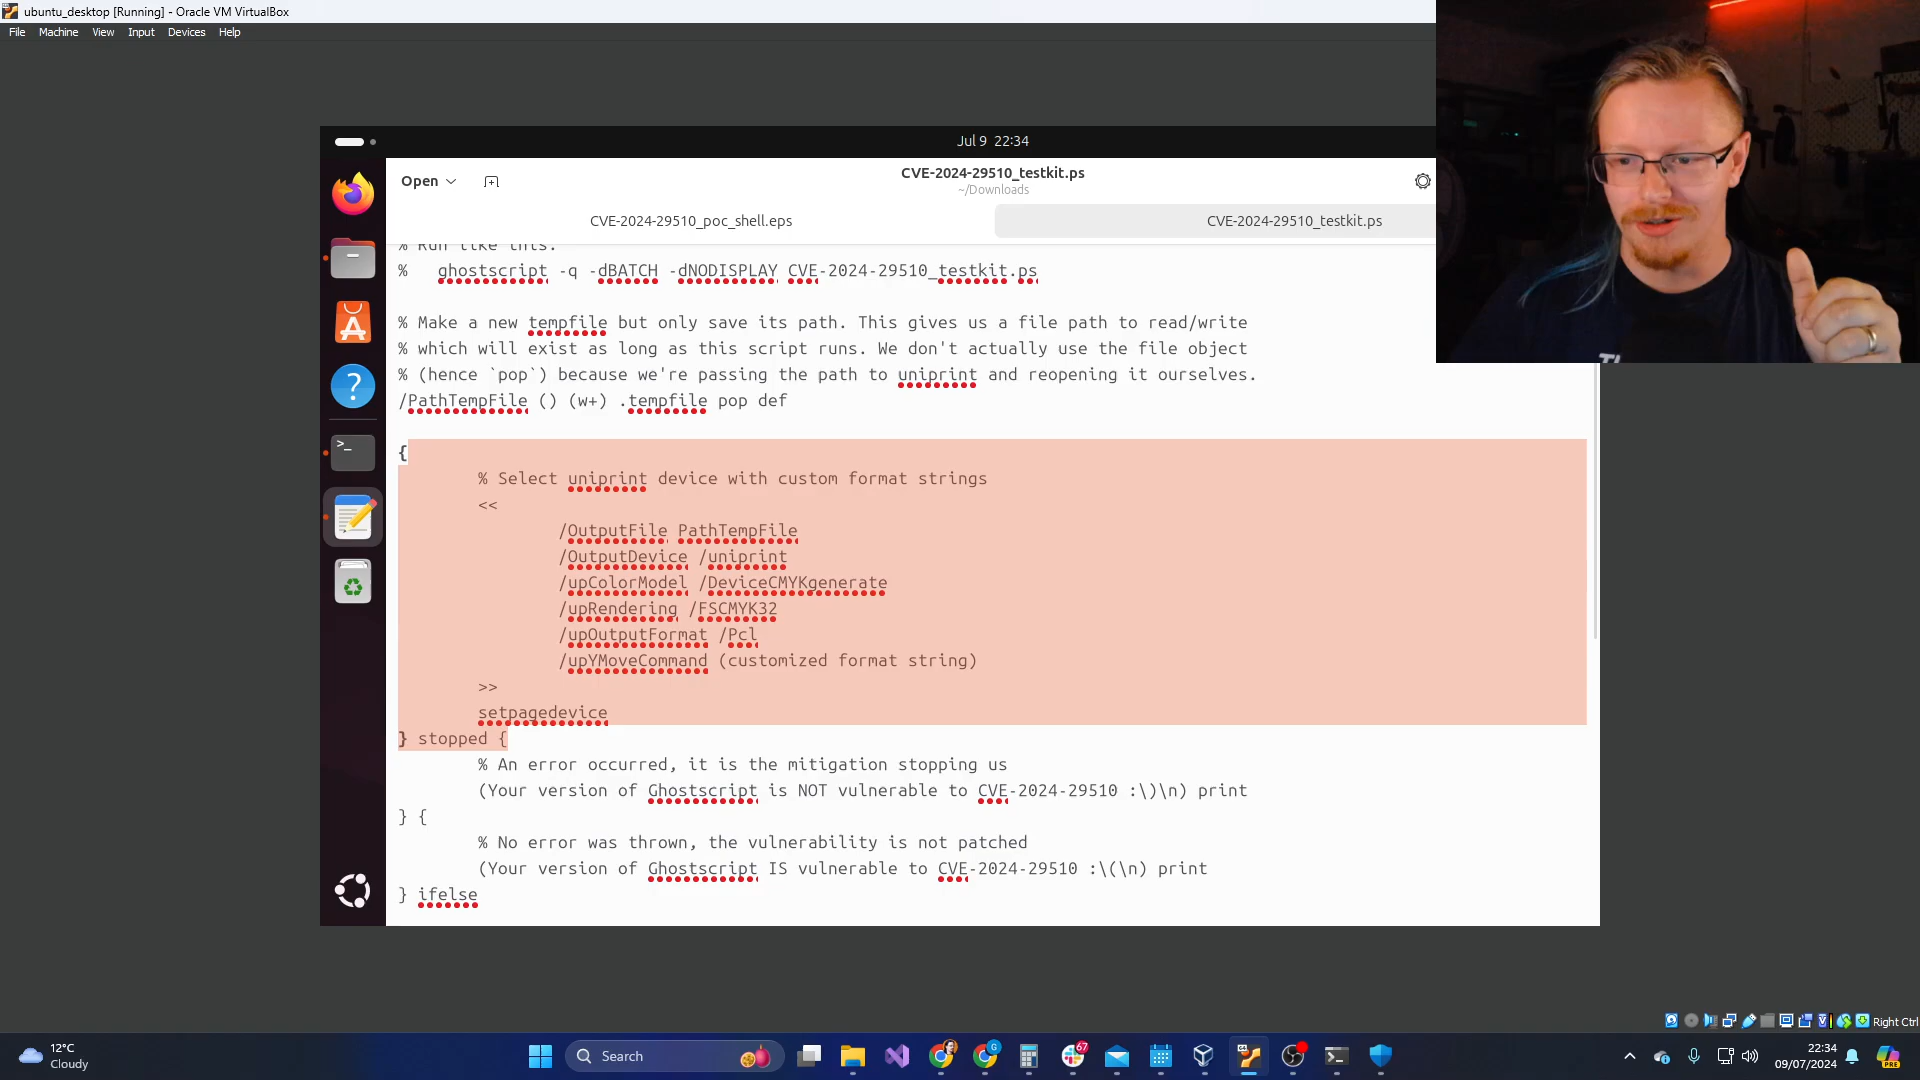 ubuntu_desktop [Running] - Oracle VM VirtualBox
File Machine View Input Devices Help
Jul 9 22:34
Open
CVE-2024-29510_testkit.ps
~/Downloads
CVE-2024-29510_poc_shell.eps
CVE-2024-29510_testkit.ps
% Run like this:
% ghostscript -q -dBATCH -dNODISPLAY CVE-2024-29510_testkit.ps
% Make a new tempfile but only save its path. This gives us a file path to read/write
% which will exist as long as this script runs. We don't actually use the file object
% (hence `pop`) because we're passing the path to uniprint and reopening it ourselves.
/PathTempFile () (w+) .tempfile pop def
{
% Select uniprint device with custom format strings
<<
/OutputFile PathTempFile
/OutputDevice /uniprint
/upColorModel /DeviceCMYKgenerate
/upRendering /FSCMYK32
/upOutputFormat /Pcl
/upYMoveCommand (customized format string)
>>
setpagedevice
} stopped {
% An error occurred, it is the mitigation stopping us
(Your version of Ghostscript is NOT vulnerable to CVE-2024-29510 :\)\n) print
} {
% No error was thrown, the vulnerability is not patched
(Your version of Ghostscript IS vulnerable to CVE-2024-29510 :\(\n) print
} ifelse
Right Ctrl
12°C
Cloudy
Search
67
22:34
09/07/2024
PRE